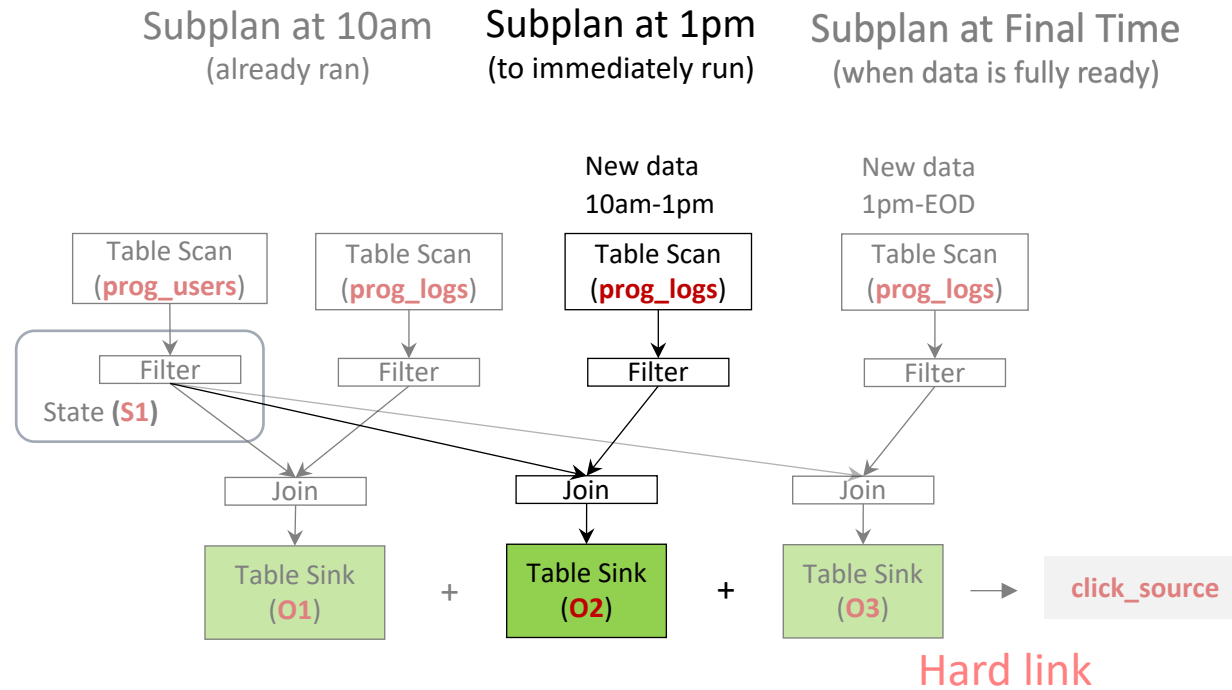 Subplan at 10am
(already ran)
Subplan at 1pm
(to immediately run)
Subplan at Final Time
(when data is fully ready)
New data
10am-1pm
New data
1pm-EOD
Table Scan
(prog_users)
Table Scan
(prog_logs)
Table Scan
(prog_logs)
Table Scan
(prog_logs)
Filter
State (S1)
Filter
Filter
Filter
Join
Join
Join
Table Sink
(O1)
+
Table Sink
(O2)
+
Table Sink
(O3)
click_source
Hard link